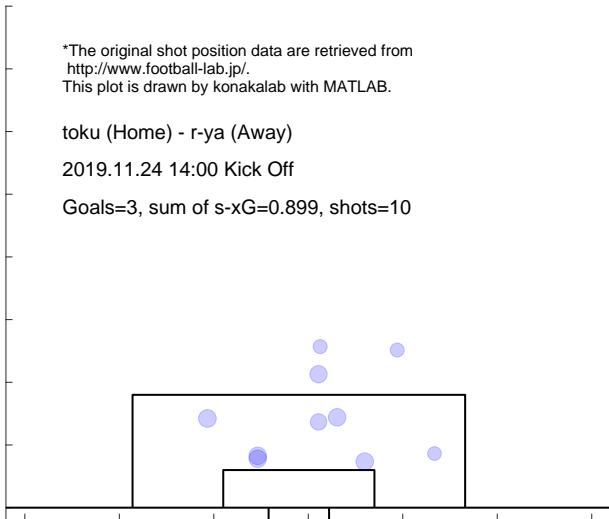 *The original shot position data are retrieved from
http://www.football-lab.jp/.
This plot is drawn by konakalab with MATLAB.
toku (Home) - r-ya (Away)
2019.11.24 14:00 Kick Off
Goals=3, sum of s-xG=0.899, shots=10